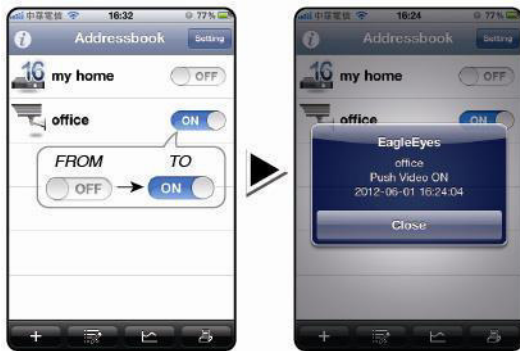 中華電信 16:32 77%
Addressbook Setting
16 my home OFF
office ON
FROM TO
OFF ON
中華電信 16:24 77%
Addressbook Setting
16 my home OFF
office ON
EagleEyes
office
Push Video ON
2012-06-01 16:24:04
Close